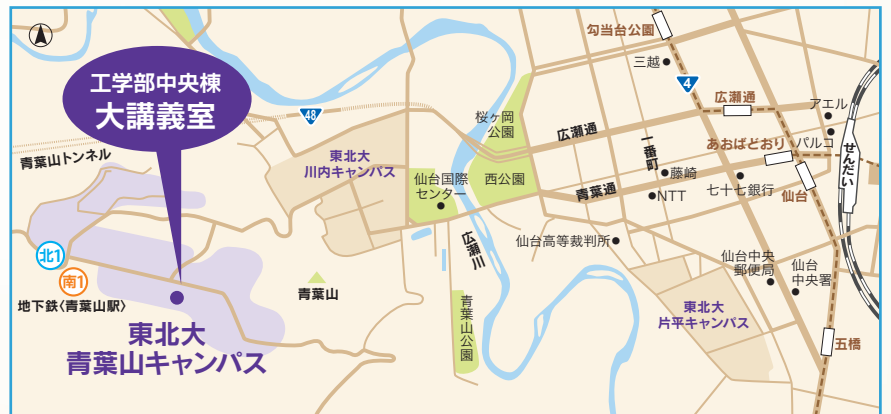 工学部中央棟
大講義室
48
青葉山トンネル
東北大
川内キャンパス
北1
南1
地下鉄〈青葉山駅〉
東北大
青葉山キャンパス
青葉山
仙台国際
センター
桜ヶ岡
公園
西公園
広瀬川
青葉山公園
広瀬通
青葉通
勾当台公園
三越
4
広瀬通
アエル
パルコ
あおばどおり
せんだい
一番町
藤崎
NTT
七十七銀行
仙台
仙台高等裁判所
仙台中央
郵便局
仙台
中央署
東北大
片平キャンパス
五橋